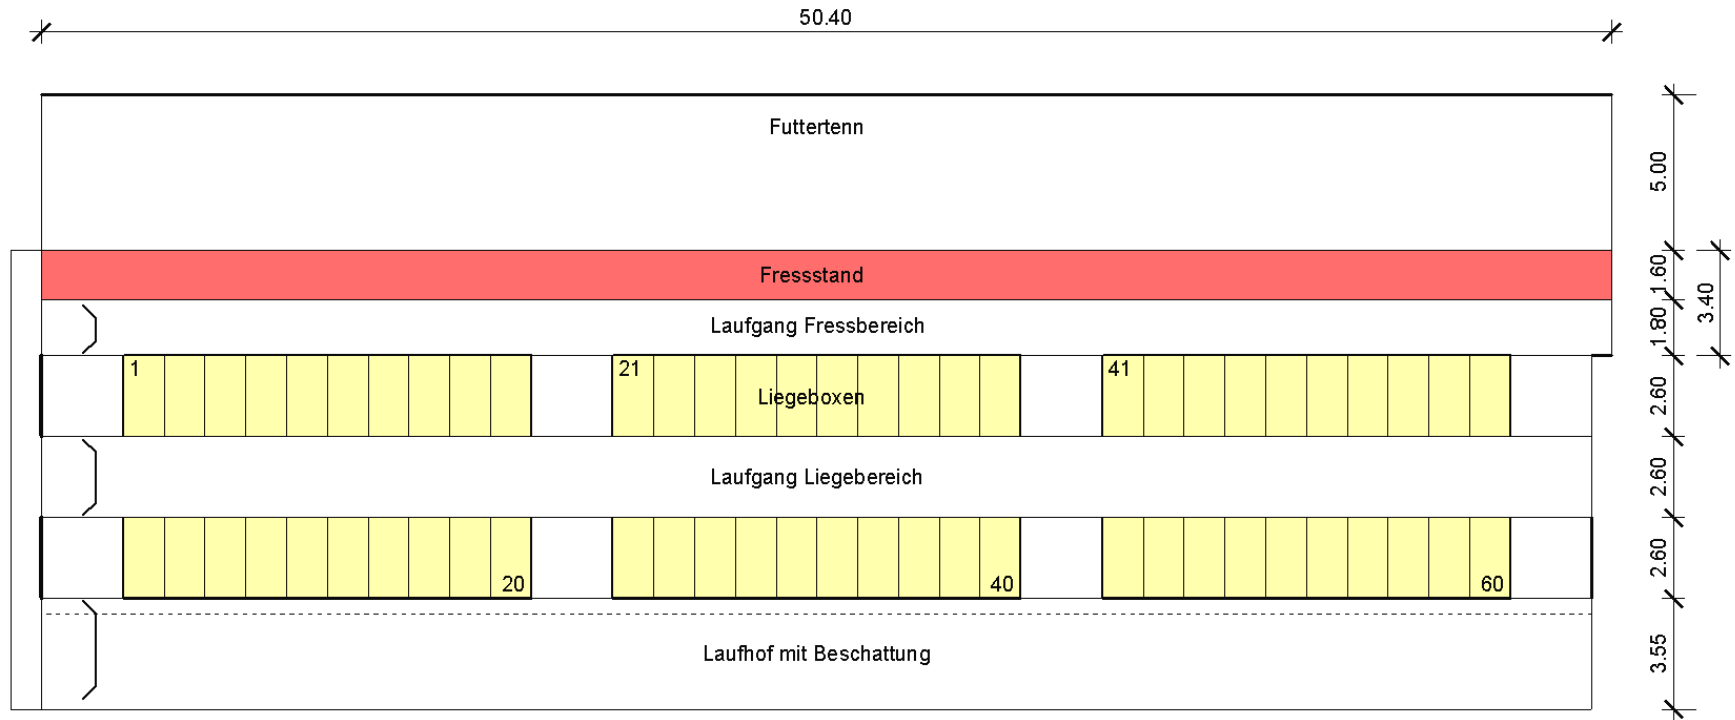 50.40
Futtertenn
5.00
Fressstand
1.60
3.40
Laufgang Fressbereich
1.80
1
21
41
Liegeboxen
2.60
Laufgang Liegebereich
2.60
20
40
60
2.60
Laufhof mit Beschattung
3.55